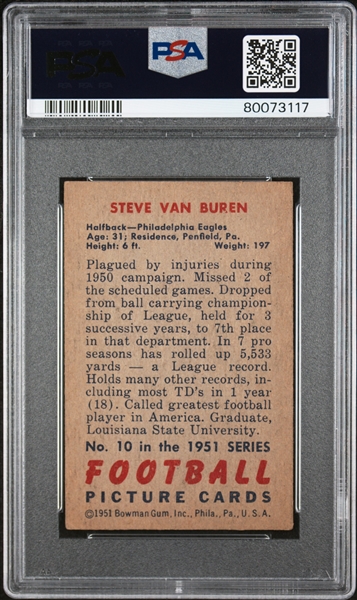 PSA
PSA
80073117
STEVE VAN BUREN
Halfback—Philadelphia Eagles
Age: 31; Residence, Penfield, Pa.
Height: 6 ft. Weight: 197
Plagued by injuries during
1950 campaign. Missed 2 of
the scheduled games. Dropped
from ball carrying champion-
ship of League, held for 3
successive years, to 7th place
in that department. In 7 pro
seasons has rolled up 5,533
yards — a League record.
Holds many other records, in-
cluding most TD's in 1 year
(18). Called greatest football
player in America. Graduate,
Louisiana State University.
No. 10 in the 1951 SERIES
FOOTBALL
PICTURE CARDS
©1951 Bowman Gum, Inc., Phila., Pa., U.S.A.